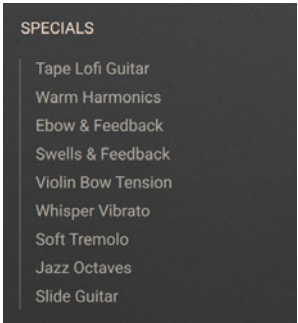 SPECIALS
Tape Lofi Guitar
Warm Harmonics
Ebow & Feedback
Swells & Feedback
Violin Bow Tension
Whisper Vibrato
Soft Tremolo
Jazz Octaves
Slide Guitar